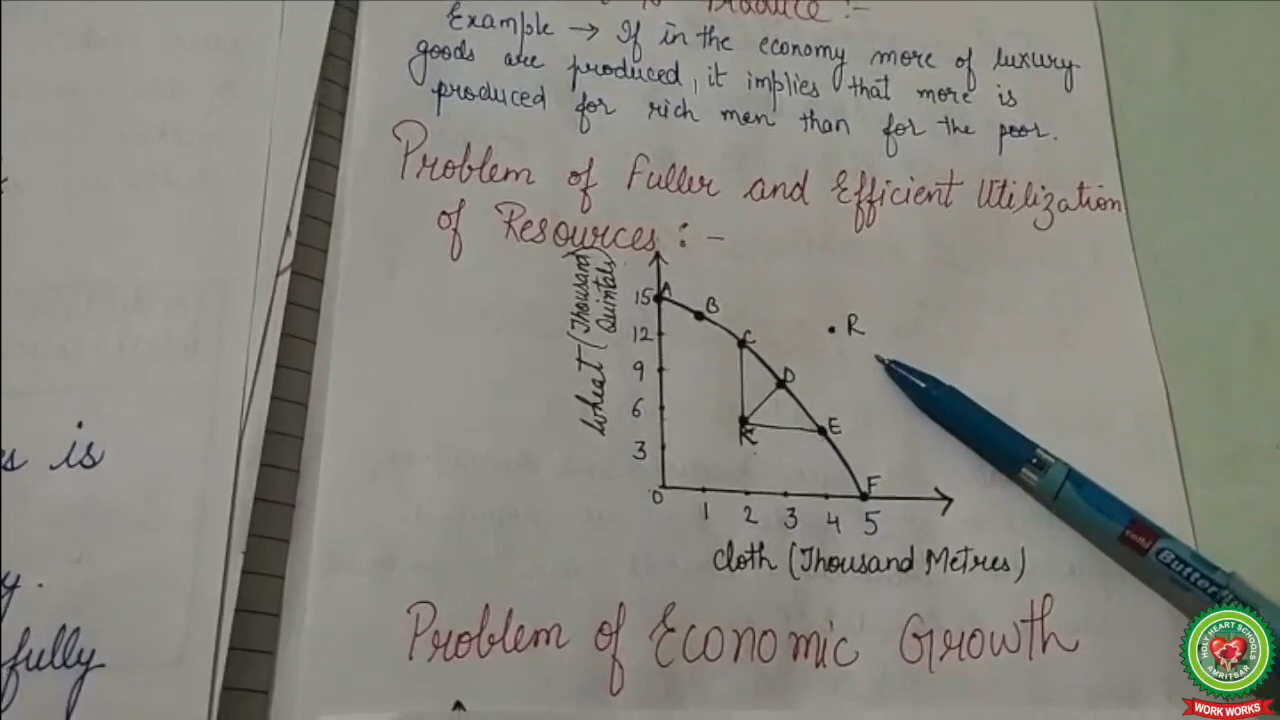 Produce :-
Example → If in the economy more of luxury
goods are produced, it implies that more is
produced for rich men than for the poor.
Problem of Fuller and Efficient Utilization
of Resources : -
Wheat (Thousand
Quintals)
15 A
B
12 C
R
9 D
6
K E
3
F
0
1 2 3 4 5
Cloth (Thousand Metres)
Problem of Economic Growth
s is
y.
fully
cello
Butter
HOLY HEART SCHOOLS
AMRITSAR
WORK WORKS